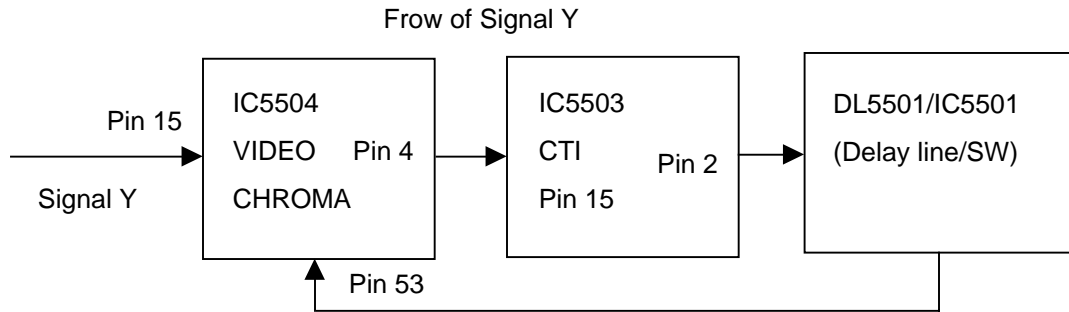 Frow of Signal Y
Pin 15
Signal Y
IC5504
VIDEO
Pin 4
CHROMA
Pin 53
IC5503
CTI
Pin 2
Pin 15
DL5501/IC5501
(Delay line/SW)